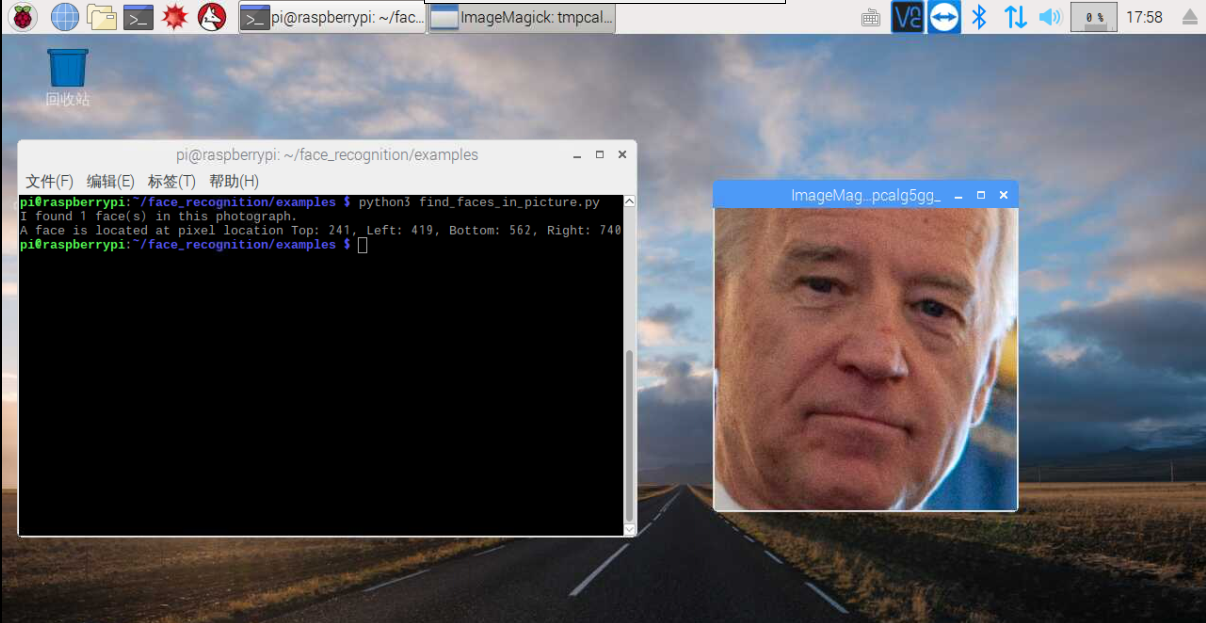 pi@raspberrypi: ~/fac...
ImageMagick: tmpcal...
0 %
17:58
回收站
pi@raspberrypi: ~/face_recognition/examples
文件(F) 编辑(E) 标签(T) 帮助(H)
pi@raspberrypi:~/face_recognition/examples $ python3 find_faces_in_picture.py
I found 1 face(s) in this photograph.
A face is located at pixel location Top: 241, Left: 419, Bottom: 562, Right: 740
pi@raspberrypi:~/face_recognition/examples $
ImageMag...pcalg5gg_